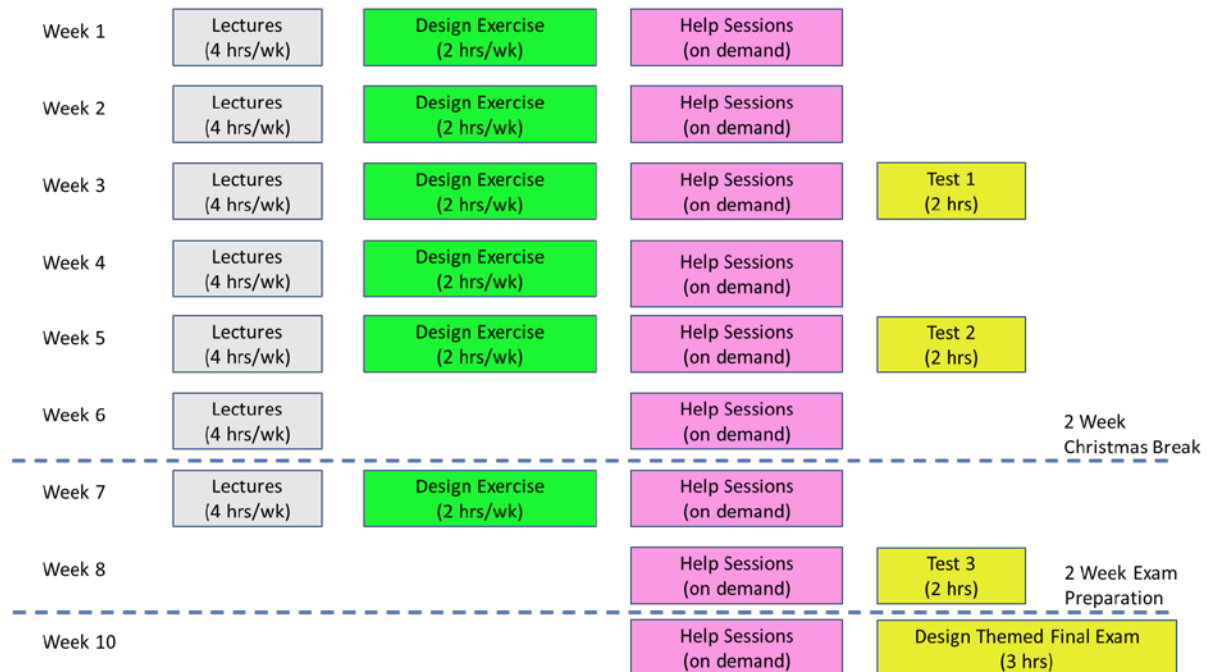 Week 1
Lectures
(4 hrs/wk)
Design Exercise
(2 hrs/wk)
Help Sessions
(on demand)
Week 2
Lectures
(4 hrs/wk)
Design Exercise
(2 hrs/wk)
Help Sessions
(on demand)
Week 3
Lectures
(4 hrs/wk)
Design Exercise
(2 hrs/wk)
Help Sessions
(on demand)
Test 1
(2 hrs)
Week 4
Lectures
(4 hrs/wk)
Design Exercise
(2 hrs/wk)
Help Sessions
(on demand)
Week 5
Lectures
(4 hrs/wk)
Design Exercise
(2 hrs/wk)
Help Sessions
(on demand)
Test 2
(2 hrs)
Week 6
Lectures
(4 hrs/wk)
Help Sessions
(on demand)
2 Week
Christmas Break
Week 7
Lectures
(4 hrs/wk)
Design Exercise
(2 hrs/wk)
Help Sessions
(on demand)
Week 8
Help Sessions
(on demand)
Test 3
(2 hrs)
2 Week Exam
Preparation
Week 10
Help Sessions
(on demand)
Design Themed Final Exam
(3 hrs)